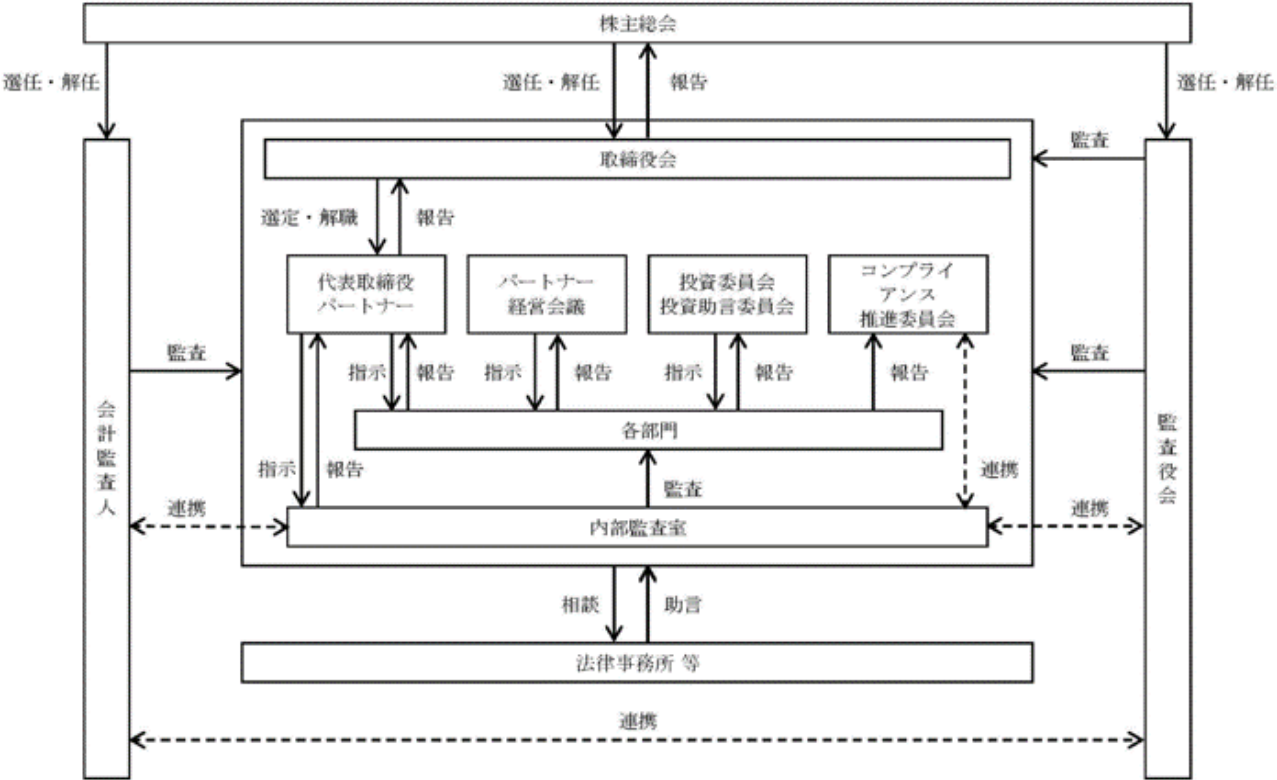 株主総会
選任・解任
選任・解任
報告
選任・解任
取締役会
監査
選定・解職
報告
代表取締役
パートナー
パートナー
経営会議
投資委員会
投資助言委員会
コンプライ
アンス
推進委員会
監査
指示
報告
指示
報告
指示
報告
報告
監査
会計監査人
各部門
監査役会
指示
報告
監査
連携
連携
連携
内部監査室
相談
助言
法律事務所 等
連携